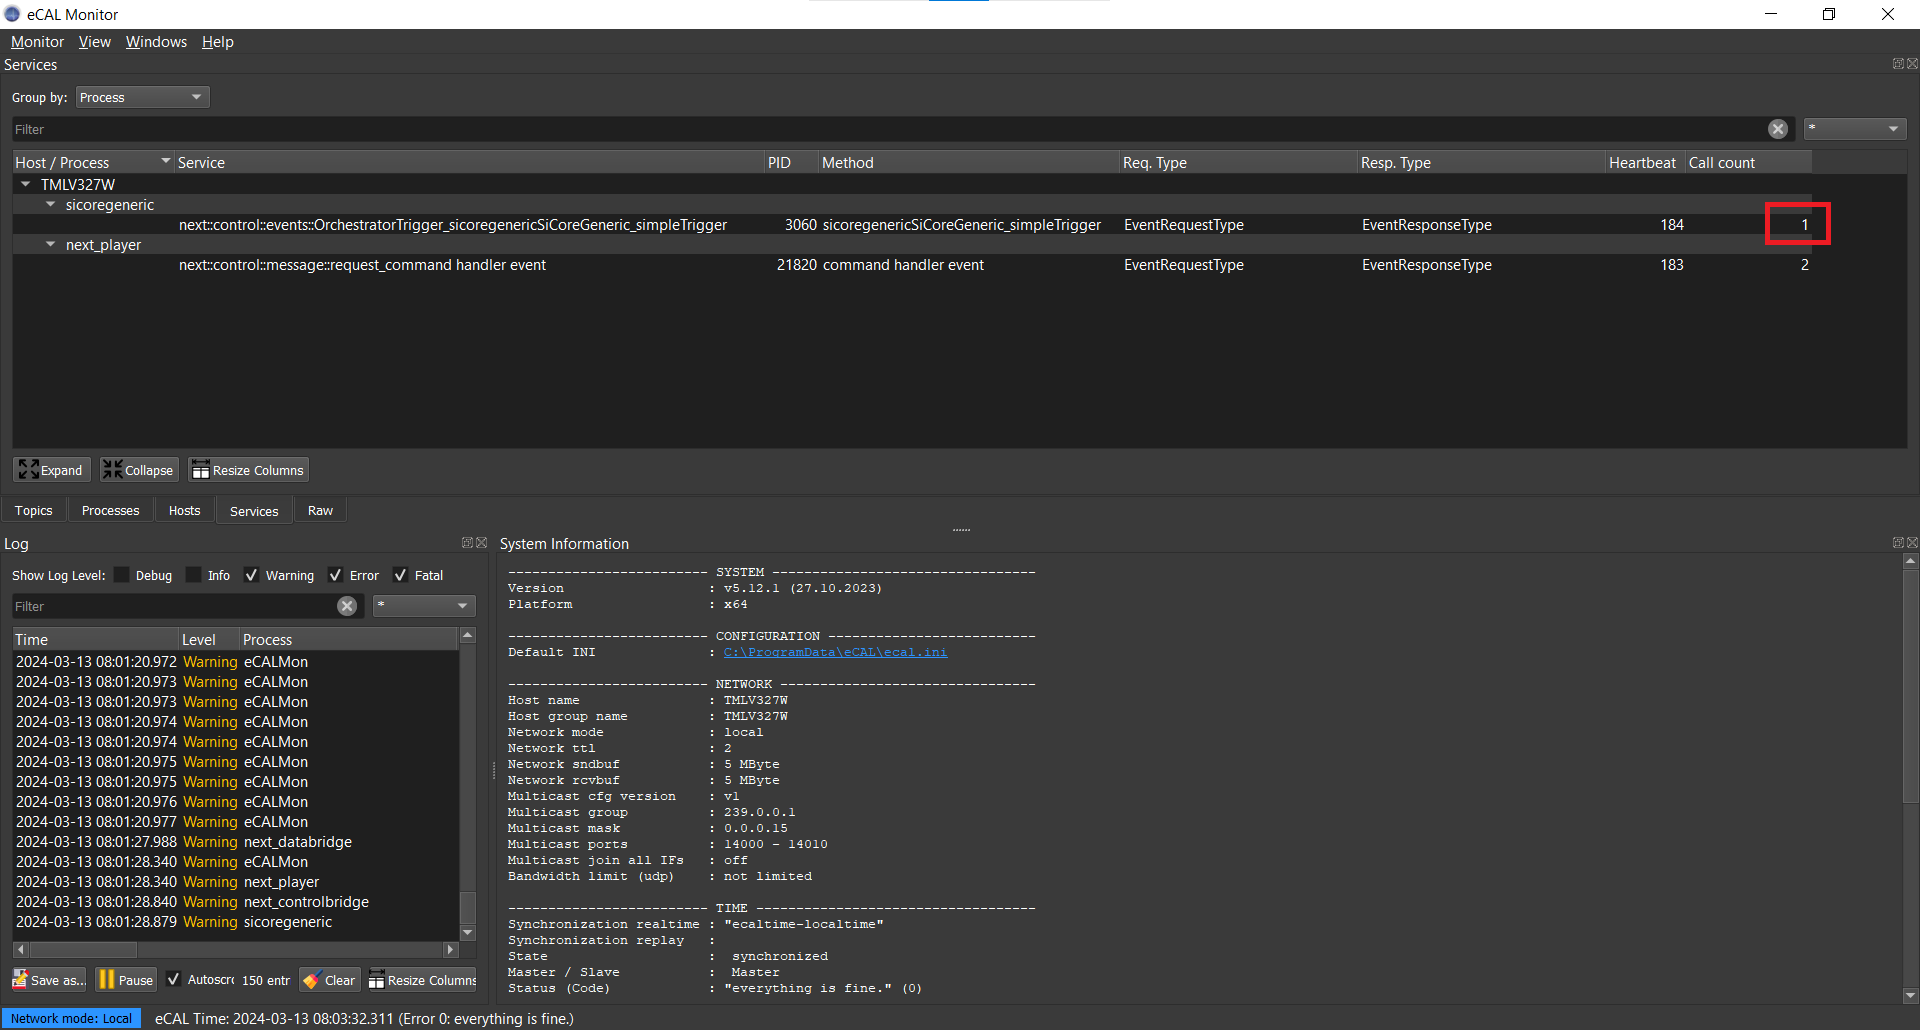 eCAL Monitor
Monitor View Windows Help
Services
Group by: Process
Filter *
Host / Process Service PID Method Req. Type Resp. Type Heartbeat Call count
TMLV327W
sicoregeneric
next::control::events::OrchestratorTrigger_sicoregenericSiCoreGeneric_simpleTrigger 3060 sicoregenericSiCoreGeneric_simpleTrigger EventRequestType EventResponseType 184 1
next_player
next::control::message::request_command handler event 21820 command handler event EventRequestType EventResponseType 183 2
Expand Collapse Resize Columns
Topics Processes Hosts Services Raw
Log
Show Log Level: Debug Info Warning Error Fatal
Filter *
Time Level Process
2024-03-13 08:01:20.972 Warning eCALMon
2024-03-13 08:01:20.973 Warning eCALMon
2024-03-13 08:01:20.973 Warning eCALMon
2024-03-13 08:01:20.974 Warning eCALMon
2024-03-13 08:01:20.974 Warning eCALMon
2024-03-13 08:01:20.975 Warning eCALMon
2024-03-13 08:01:20.975 Warning eCALMon
2024-03-13 08:01:20.976 Warning eCALMon
2024-03-13 08:01:20.977 Warning eCALMon
2024-03-13 08:01:27.988 Warning next_databridge
2024-03-13 08:01:28.340 Warning eCALMon
2024-03-13 08:01:28.340 Warning next_player
2024-03-13 08:01:28.840 Warning next_controlbridge
2024-03-13 08:01:28.879 Warning sicoregeneric
Save as... Pause Autoscro 150 entr Clear Resize Columns
System Information
------------------------- SYSTEM ---------------------------------
Version : v5.12.1 (27.10.2023)
Platform : x64
------------------------- CONFIGURATION --------------------------
Default INI : C:\ProgramData\eCAL\ecal.ini
------------------------- NETWORK --------------------------------
Host name : TMLV327W
Host group name : TMLV327W
Network mode : local
Network ttl : 2
Network sndbuf : 5 MByte
Network rcvbuf : 5 MByte
Multicast cfg version : v1
Multicast group : 239.0.0.1
Multicast mask : 0.0.0.15
Multicast ports : 14000 - 14010
Multicast join all IFs : off
Bandwidth limit (udp) : not limited
------------------------- TIME -----------------------------------
Synchronization realtime : "ecaltime-localtime"
Synchronization replay :
State : synchronized
Master / Slave : Master
Status (Code) : "everything is fine." (0)
Network mode: Local eCAL Time: 2024-03-13 08:03:32.311 (Error 0: everything is fine.)